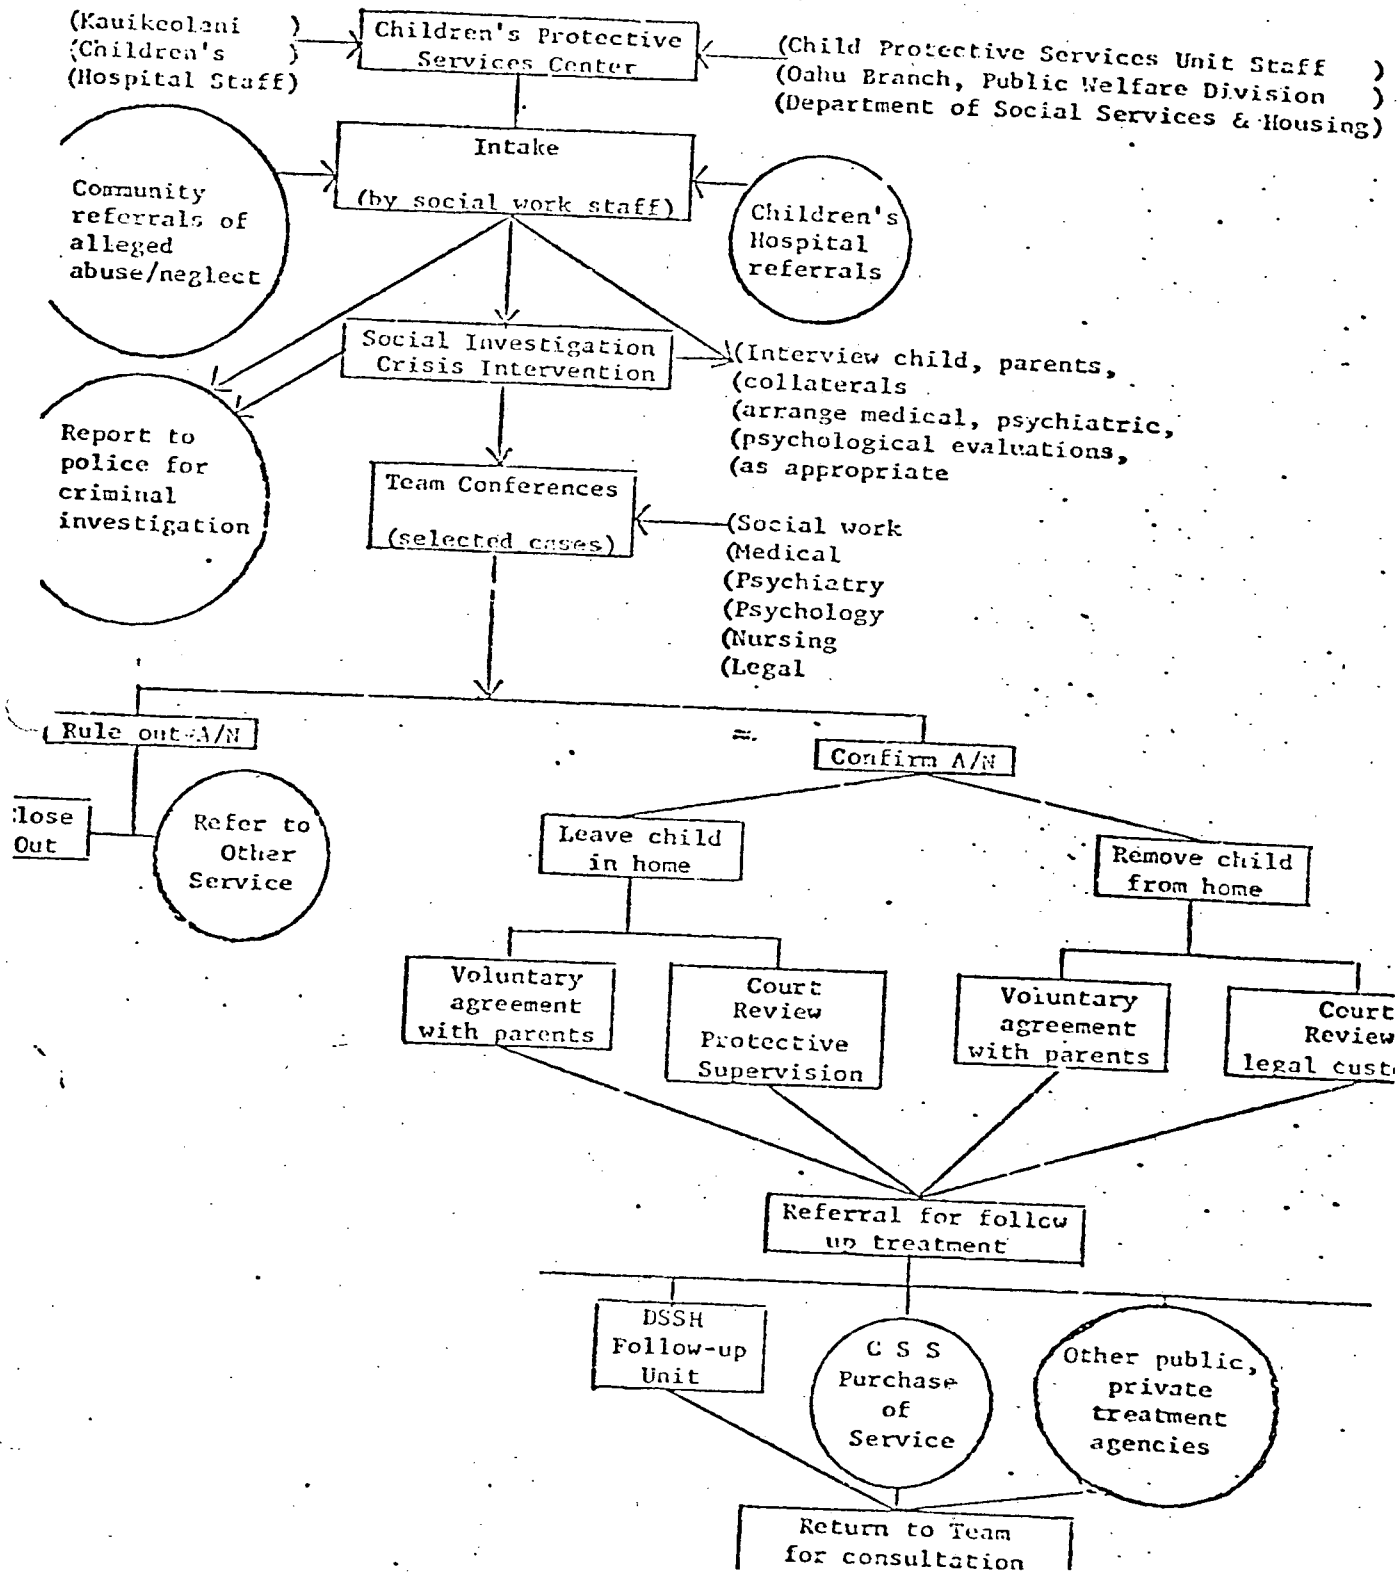 (Kauikeolani )
(Children's )
(Hospital Staff)
Children's Protective
Services Center
(Child Protective Services Unit Staff )
(Oahu Branch, Public Welfare Division )
(Department of Social Services & Housing)
Intake
(by social work staff)
Community
referrals of
alleged
abuse/neglect
Children's
Hospital
referrals
Social Investigation
Crisis Intervention
(Interview child, parents,
(collaterals
(arrange medical, psychiatric,
(psychological evaluations,
(as appropriate
Report to
police for
criminal
investigation
Team Conferences
(selected cases)
(Social work
(Medical
(Psychiatry
(Psychology
(Nursing
(Legal
Rule out A/N
Confirm A/N
lose
Out
Refer to
Other
Service
Leave child
in home
Remove child
from home
Voluntary
agreement
with parents
Court
Review
Protective
Supervision
Voluntary
agreement
with parents
Court
Review
legal cust
Referral for follow
up treatment
DSSH
Follow-up
Unit
C S S
Purchase
of
Service
Other public,
private
treatment
agencies
Return to Team
for consultation